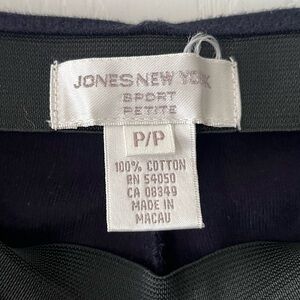 JONES NEW YORK
SPORT
PETITE
P/P
100% COTTON
RN 54050
CA 08349
MADE IN
MACAU